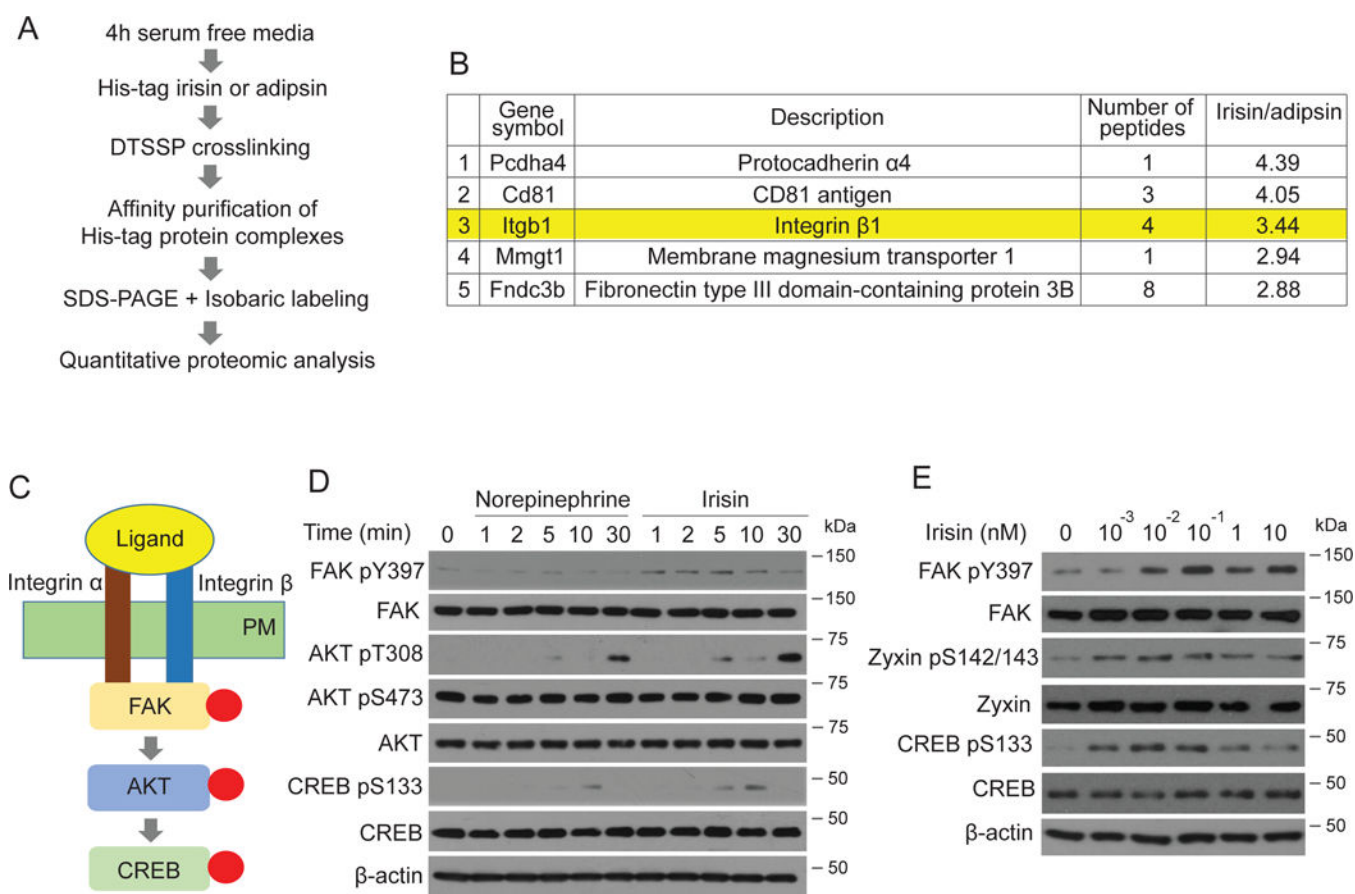 A
4h serum free media
His-tag irisin or adipsin
DTSSP crosslinking
Affinity purification of
His-tag protein complexes
SDS-PAGE + Isobaric labeling
Quantitative proteomic analysis
B
Gene symbol Description Number of peptides Irisin/adipsin
1 Pcdha4 Protocadherin α4 1 4.39
2 Cd81 CD81 antigen 3 4.05
3 Itgb1 Integrin β1 4 3.44
4 Mmgt1 Membrane magnesium transporter 1 1 2.94
5 Fndc3b Fibronectin type III domain-containing protein 3B 8 2.88
C
Ligand
Integrin α Integrin β
PM
FAK
AKT
CREB
D
Norepinephrine Irisin
Time (min) 0 1 2 5 10 30 1 2 5 10 30 kDa
FAK pY397 150
FAK 150
AKT pT308 75
AKT pS473 75
AKT 75
CREB pS133 50
CREB 50
β-actin 50
E
Irisin (nM) 0 10-3 10-2 10-1 1 10 kDa
FAK pY397 150
FAK 150
Zyxin pS142/143 75
Zyxin 75
CREB pS133 50
CREB 50
β-actin 50